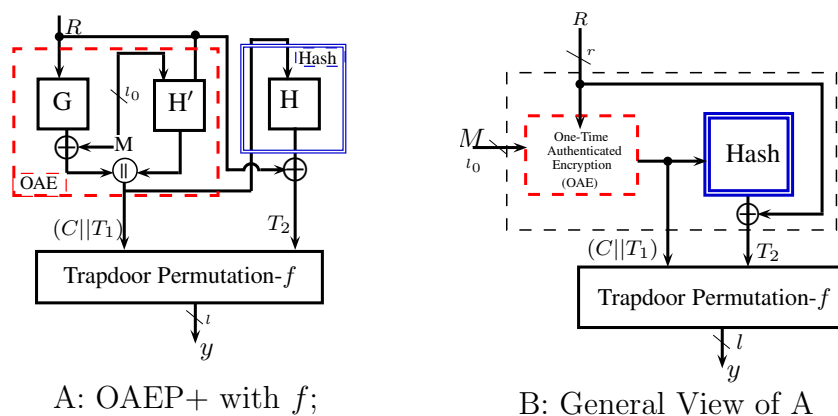 R
Hash
G
l₀
H′
H
M
||
OAE
(C||T₁)
T₂
Trapdoor Permutation-f
l
y
A: OAEP+ with f;
R
r
M
l₀
One-Time
Authenticated
Encryption
(OAE)
Hash
(C||T₁)
T₂
Trapdoor Permutation-f
l
y
B: General View of A